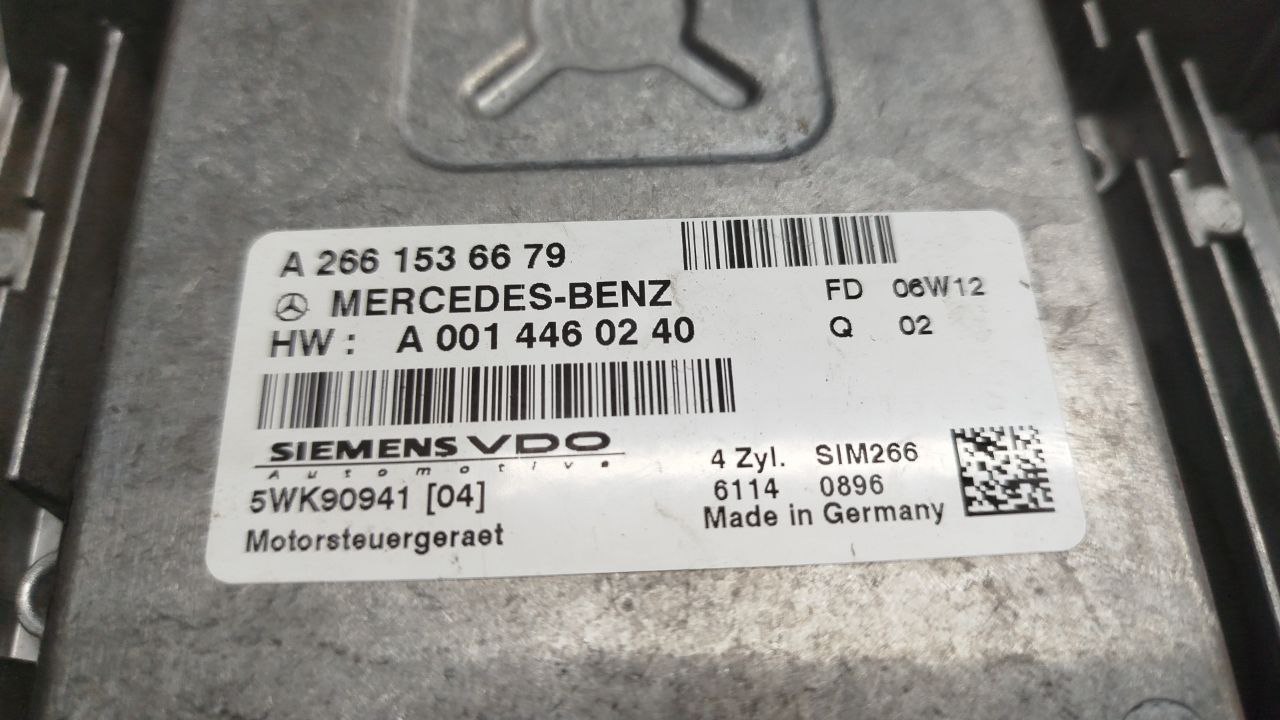 A 266 153 66 79
MERCEDES-BENZ
FD 06W12
HW : A 001 446 02 40
Q 02
SIEMENS VDO
Automotive
4 Zyl. SIM266
5WK90941 [04]
6114 0896
Made in Germany
Motorsteuergeraet